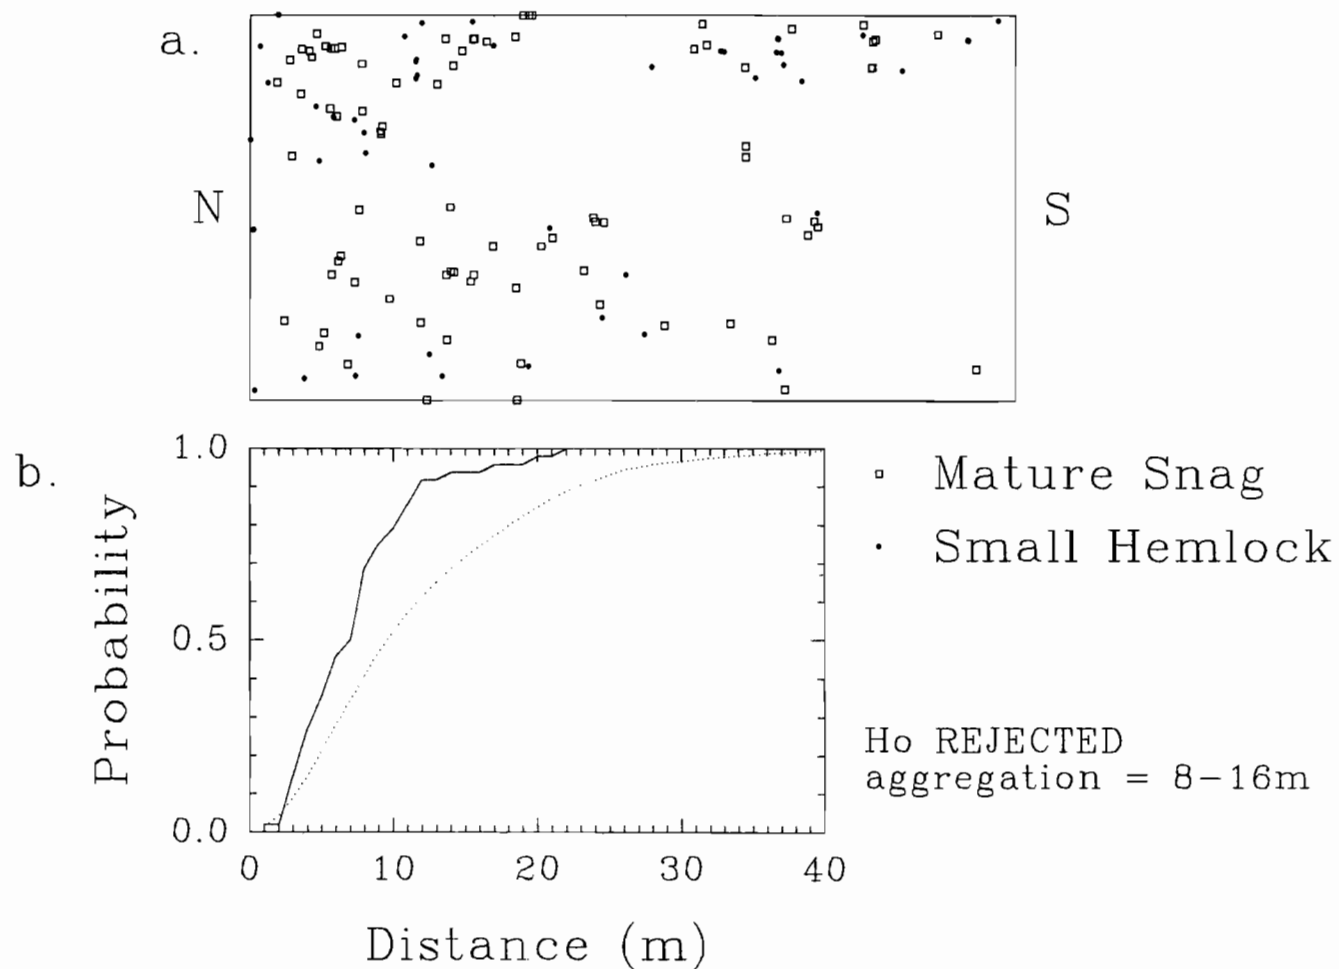 a.
N
S
b.
Probability
1.0
0.5
0.0
0 10 20 30 40
Distance (m)
Mature Snag
Small Hemlock
Ho REJECTED
aggregation = 8-16m